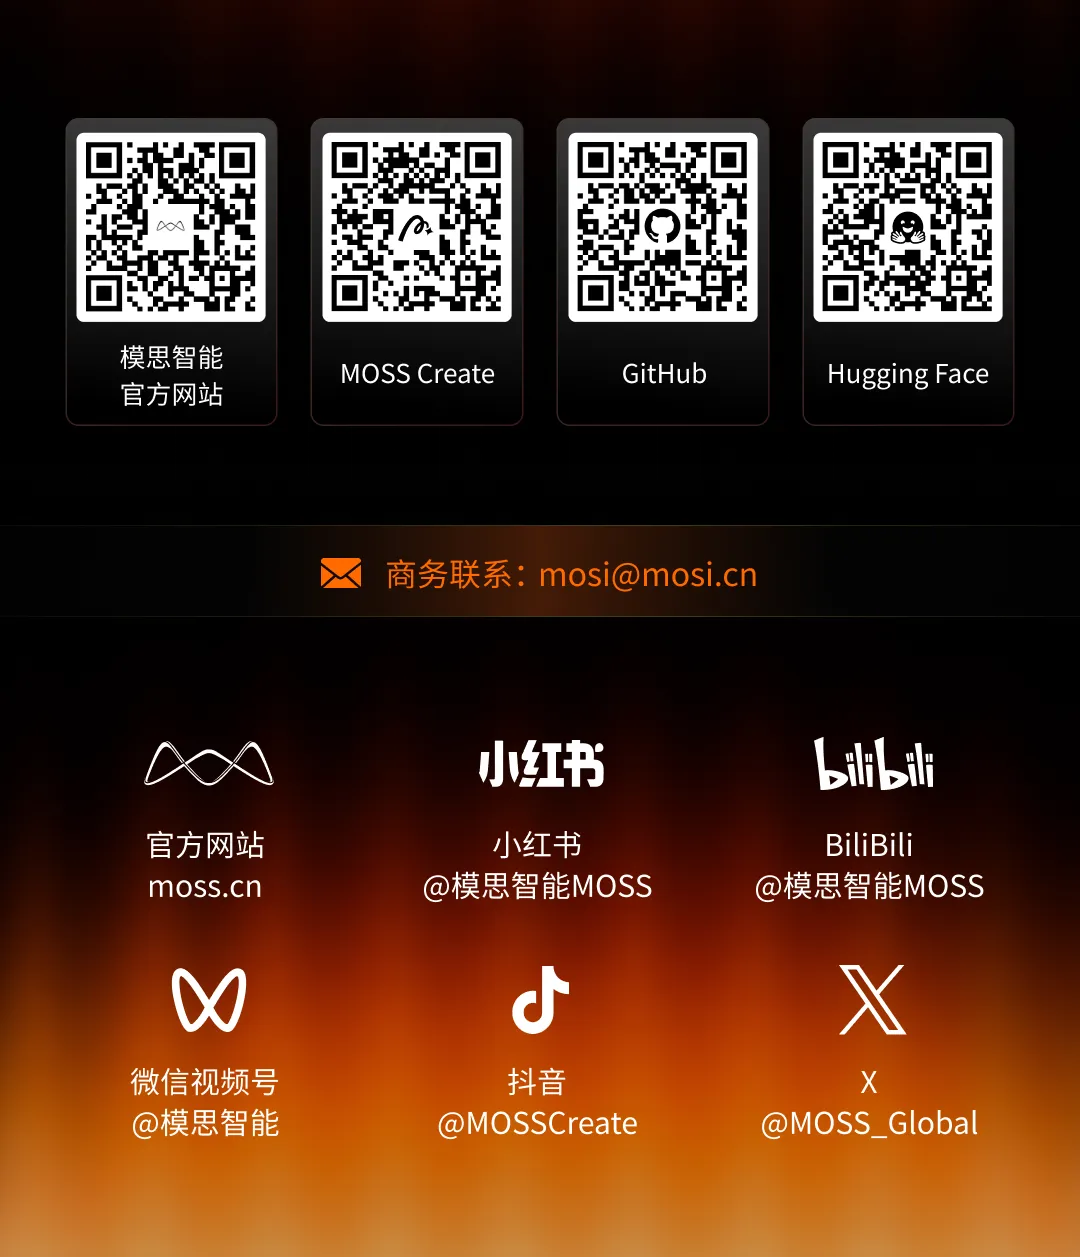 模思智能
官方网站
MOSS Create
GitHub
Hugging Face
商务联系：mosi@mosi.cn
小红书
bilibili
官方网站
moss.cn
小红书
@模思智能MOSS
BiliBili
@模思智能MOSS
微信视频号
@模思智能
抖音
@MOSSCreate
X
@MOSS_Global